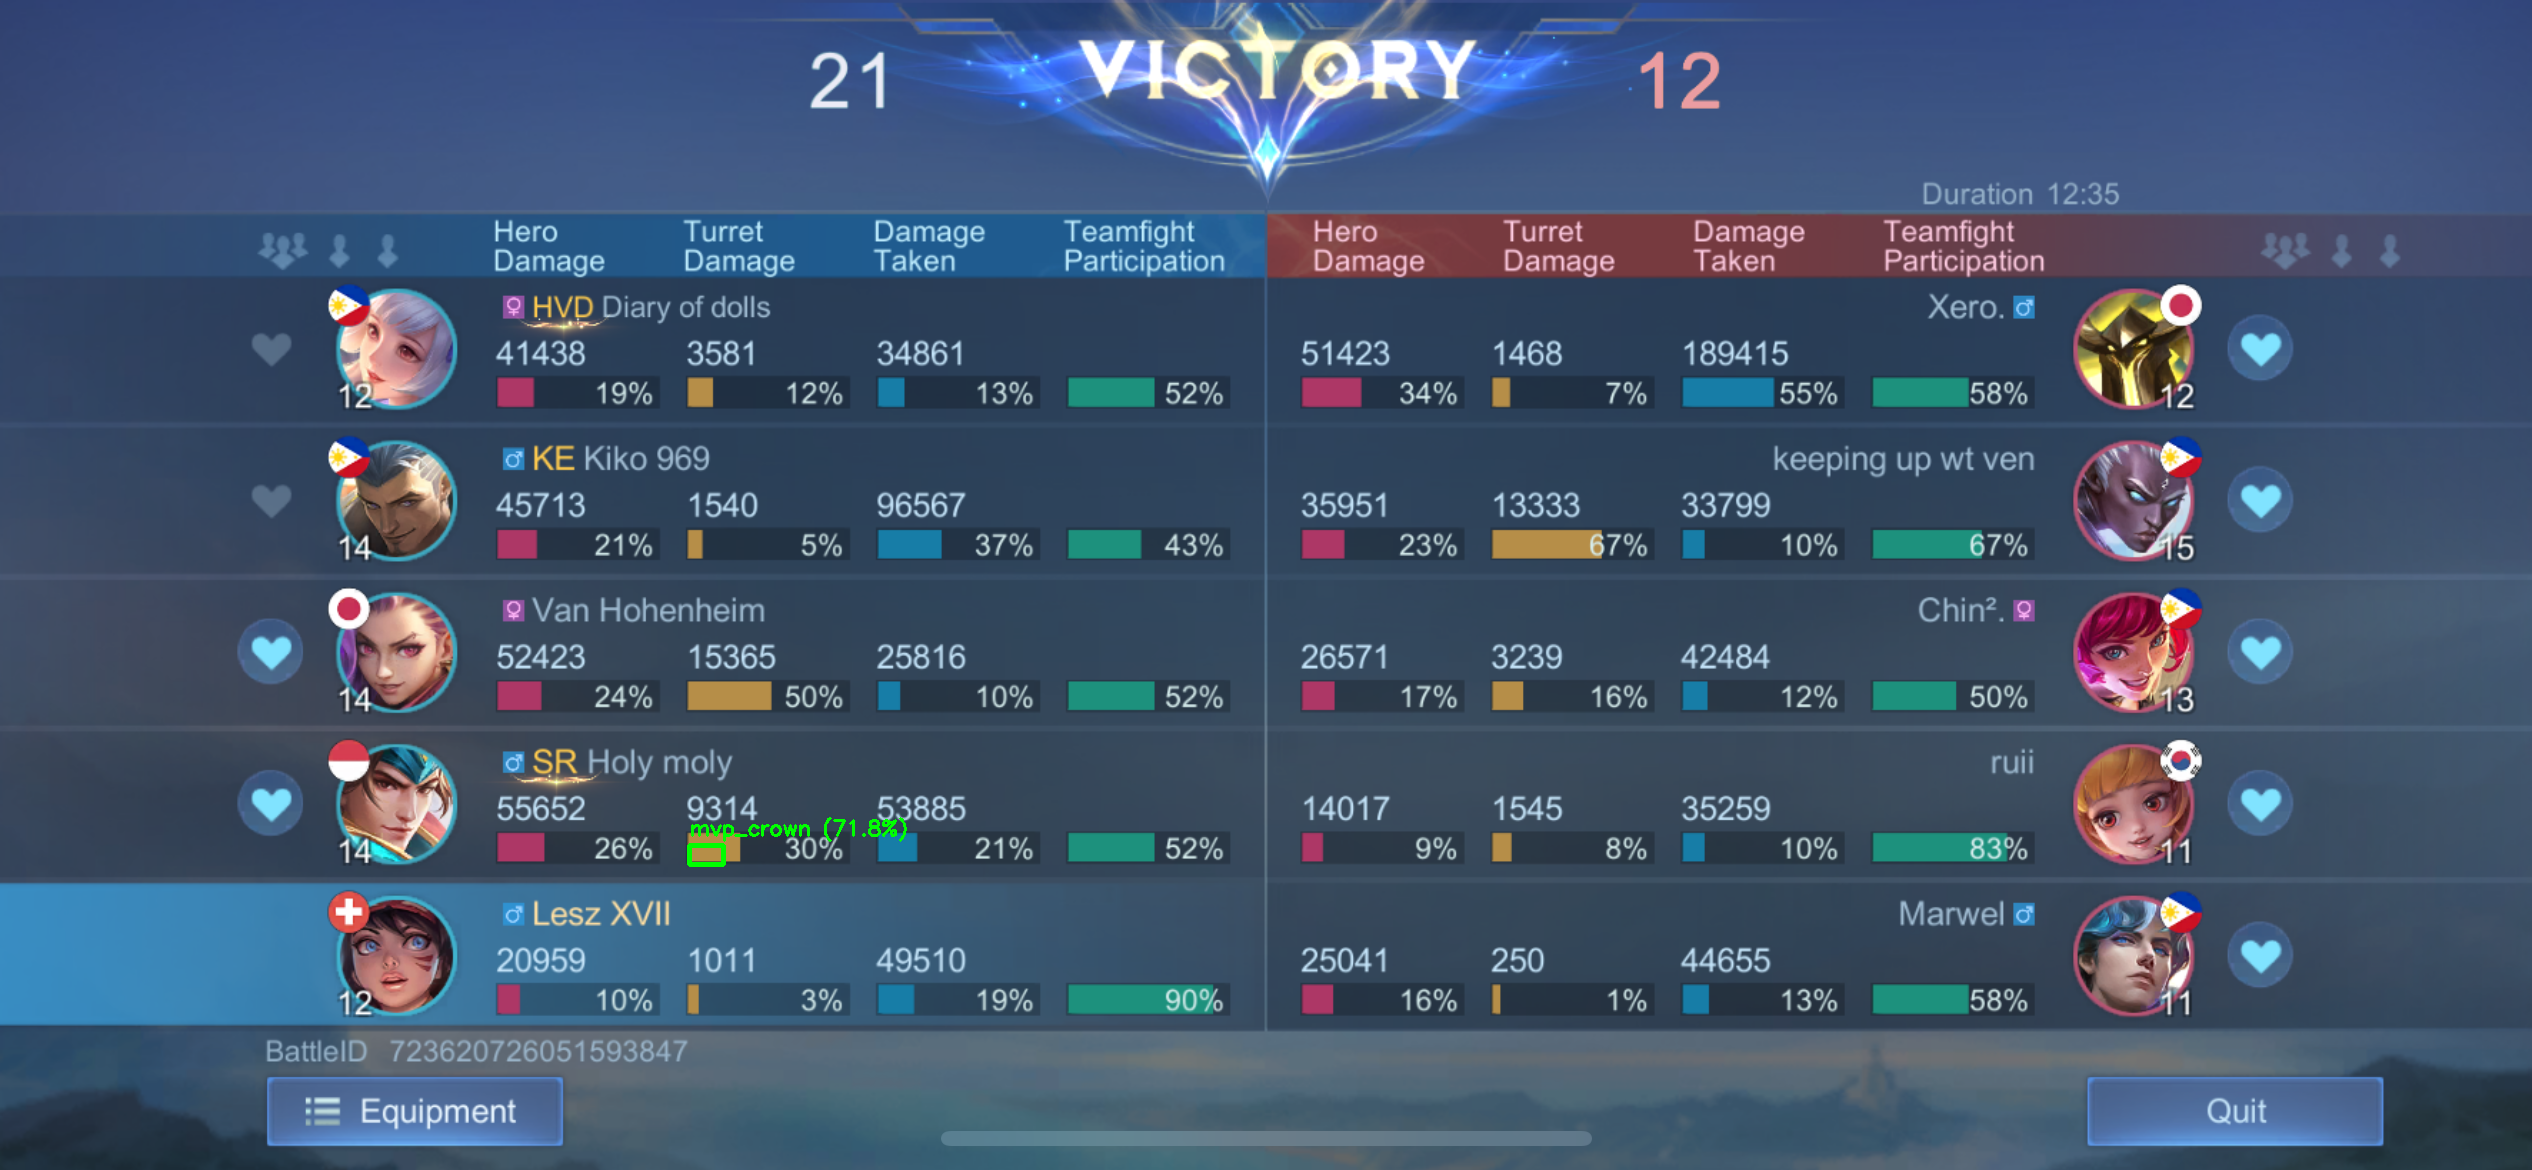 21 VICTORY 12
Duration 12:35
Hero Damage Turret Damage Damage Taken Teamfight Participation Hero Damage Turret Damage Damage Taken Teamfight Participation
HVD Diary of dolls Xero.
41438 3581 34861 51423 1468 189415
12 19% 12% 13% 52% 34% 7% 55% 58% 12
KE Kiko 969 keeping up wt ven
45713 1540 96567 35951 13333 33799
14 21% 5% 37% 43% 23% 67% 10% 67% 15
Van Hohenheim Chin².
52423 15365 25816 26571 3239 42484
14 24% 50% 10% 52% 17% 16% 12% 50% 13
SR Holy moly ruii
55652 9314 53885 14017 1545 35259
mvp_crown (71.8%)
14 26% 30% 21% 52% 9% 8% 10% 83% 11
Lesz XVII Marwel
20959 1011 49510 25041 250 44655
12 10% 3% 19% 90% 16% 1% 13% 58% 11
BattleID 723620726051593847
Equipment Quit